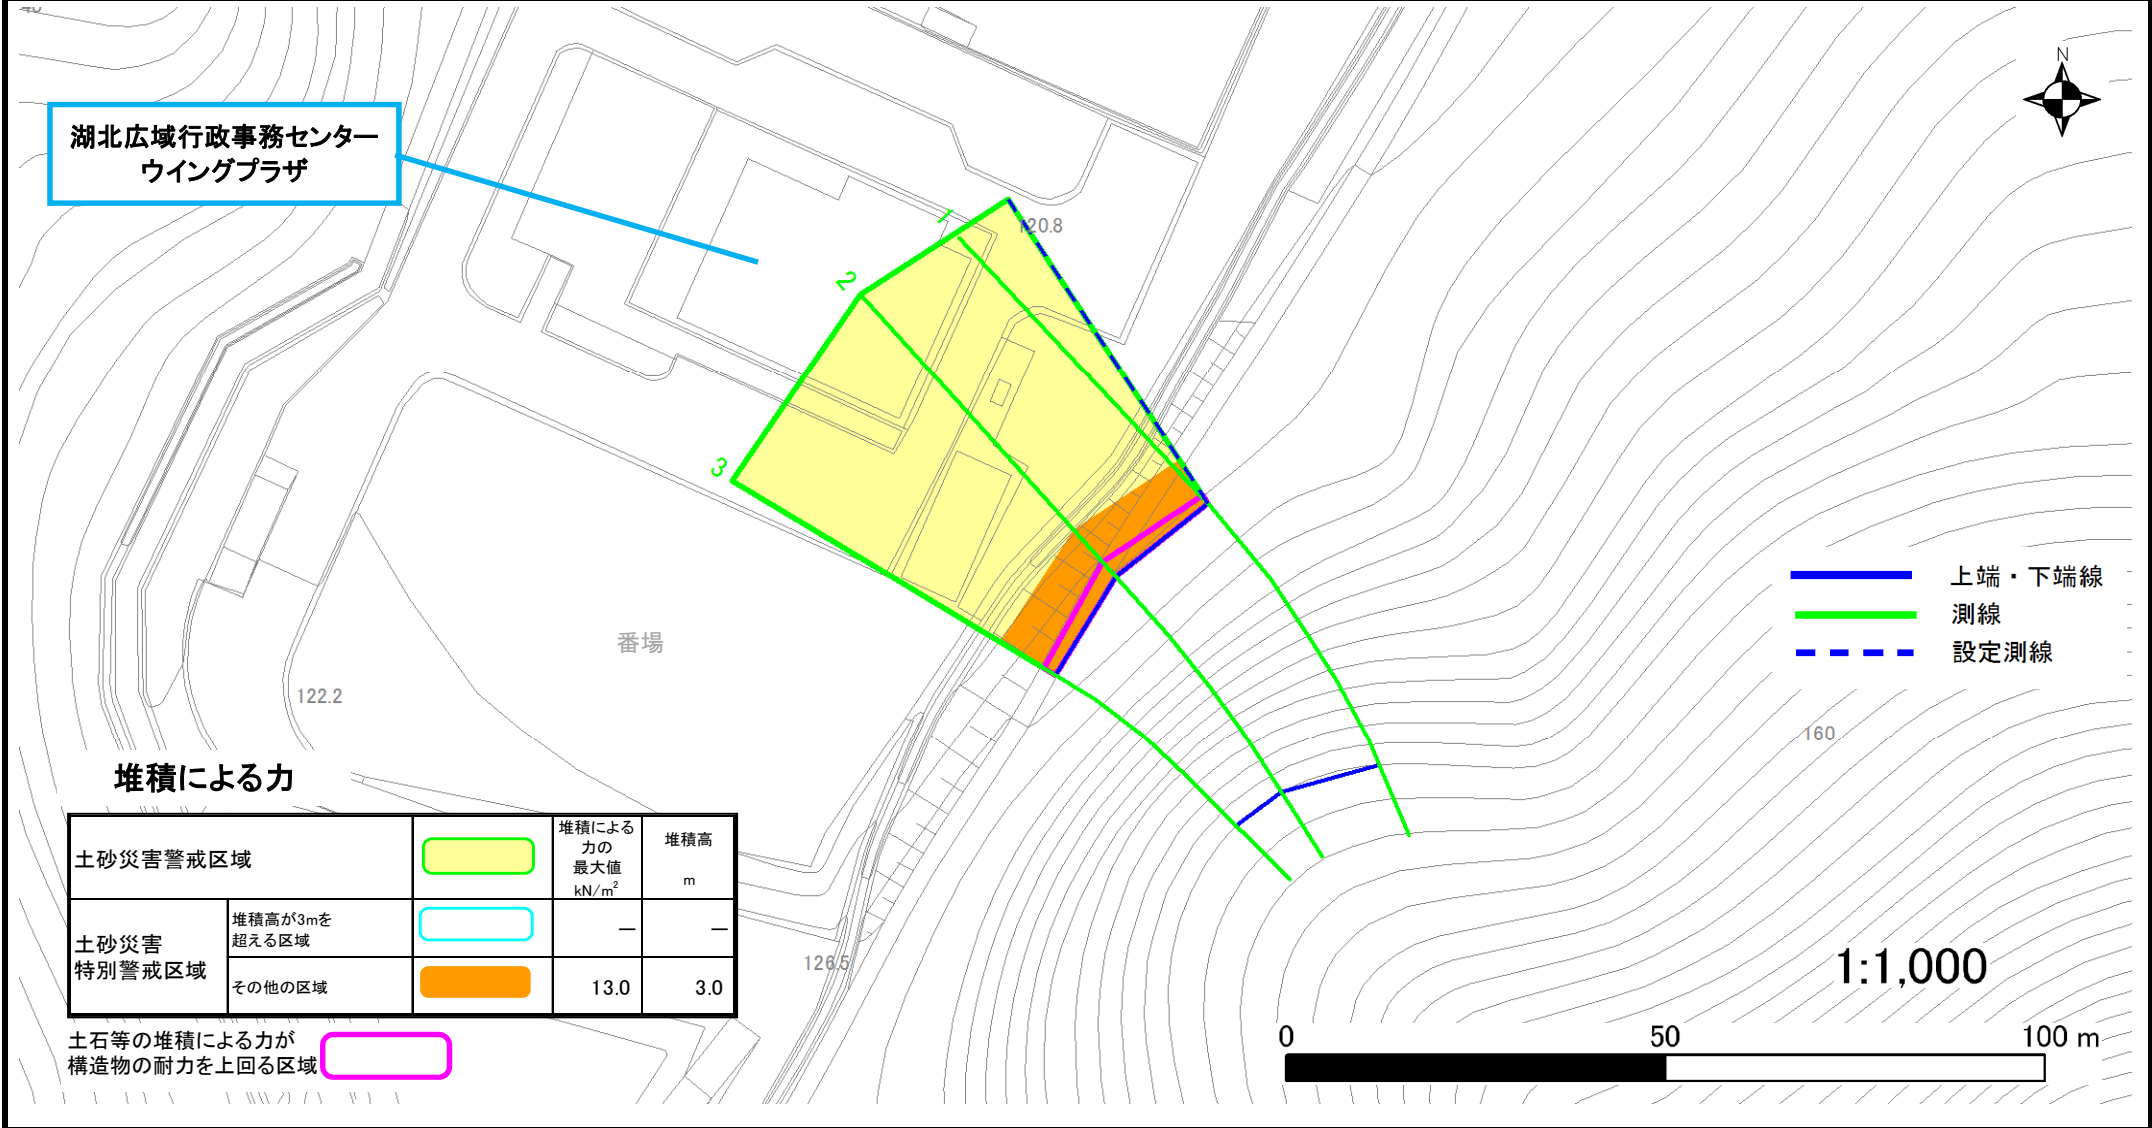 40
N
湖北広域行政事務センター
ウイングプラザ
120.8
1
2
3
番場
122.2
上端・下端線
測線
設定測線
160
堆積による力
土砂災害警戒区域
堆積による
力の
最大値
kN/m²
堆積高
m
土砂災害
特別警戒区域
堆積高が3mを
超える区域
—
—
その他の区域
13.0
3.0
126.5
土石等の堆積による力が
構造物の耐力を上回る区域
1:1,000
0
50
100 m